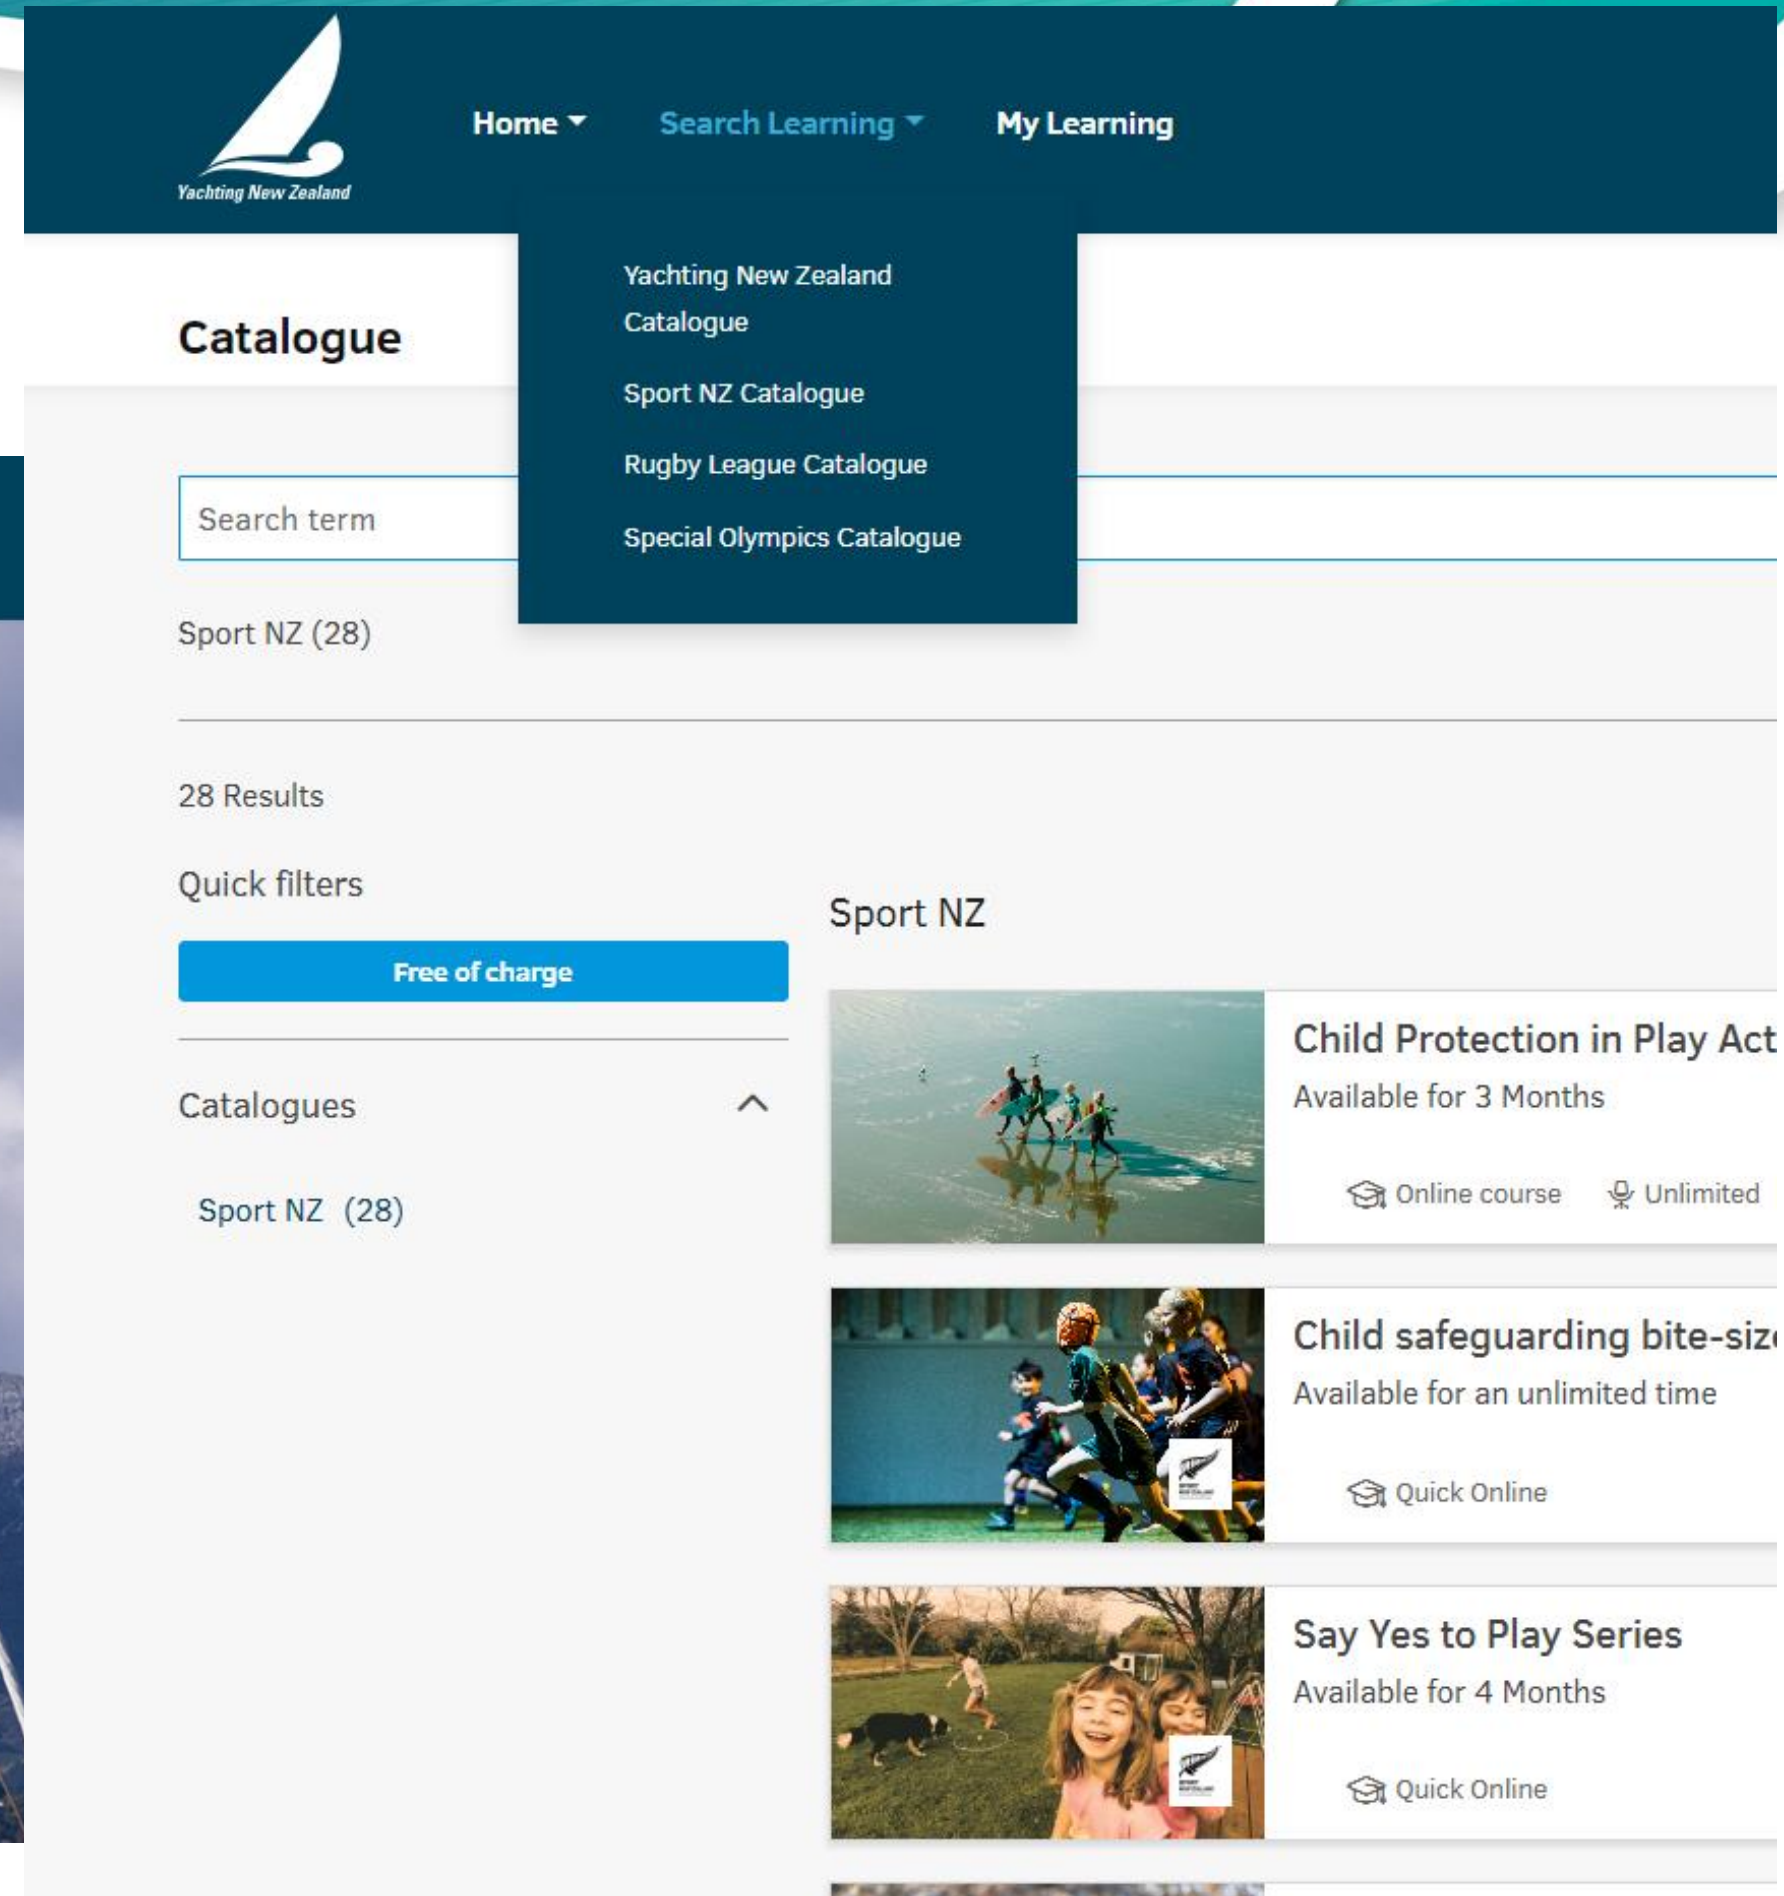 Yachting New Zealand
Home
Search Learning
My Learning
Yachting New Zealand
Catalogue
Sport NZ Catalogue
Rugby League Catalogue
Special Olympics Catalogue
Catalogue
Search term
Sport NZ (28)
28 Results
Quick filters
Free of charge
Catalogues
Sport NZ (28)
Sport NZ
Child Protection in Play Act
Available for 3 Months
Online course
Unlimited
Child safeguarding bite-siz
Available for an unlimited time
Quick Online
Say Yes to Play Series
Available for 4 Months
Quick Online